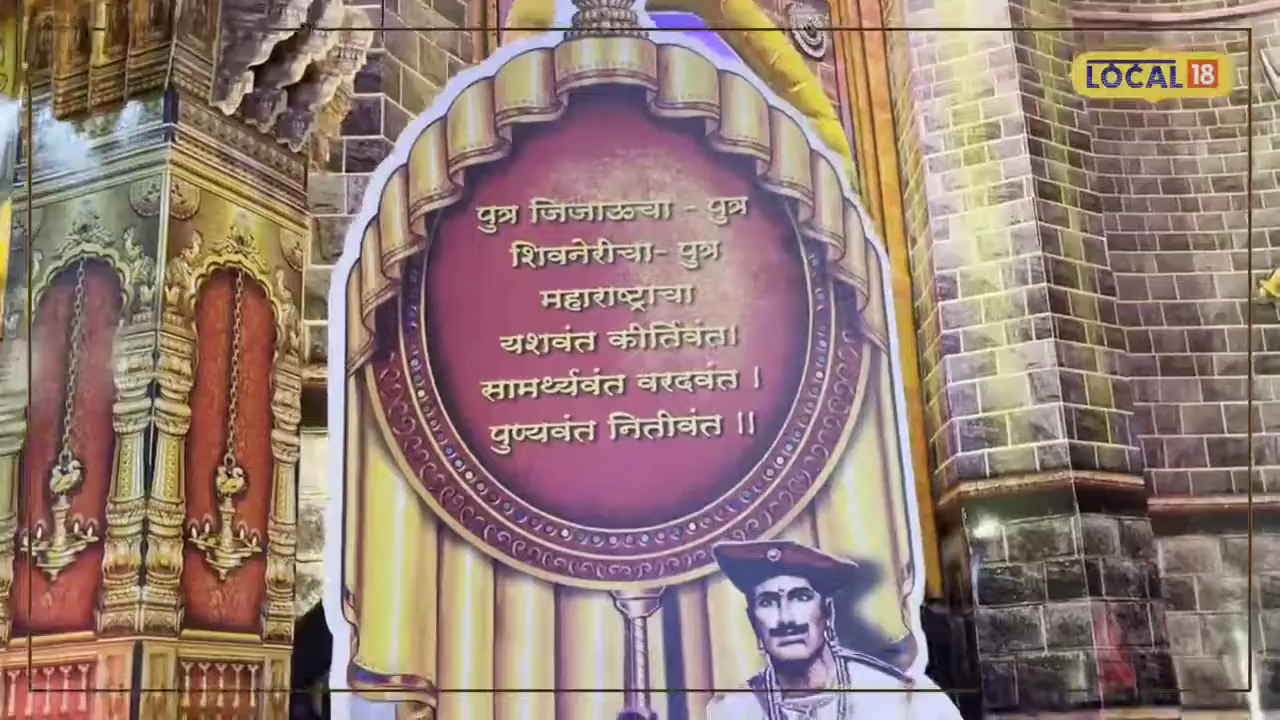 LOCAL 18
पुत्र जिजाऊचा - पुत्र
शिवनेरीचा- पुत्र
महाराष्ट्राचा
यशवंत कीर्तिवंत।
सामर्थ्यवंत वरदवंत ।
पुण्यवंत नितीवंत ।।